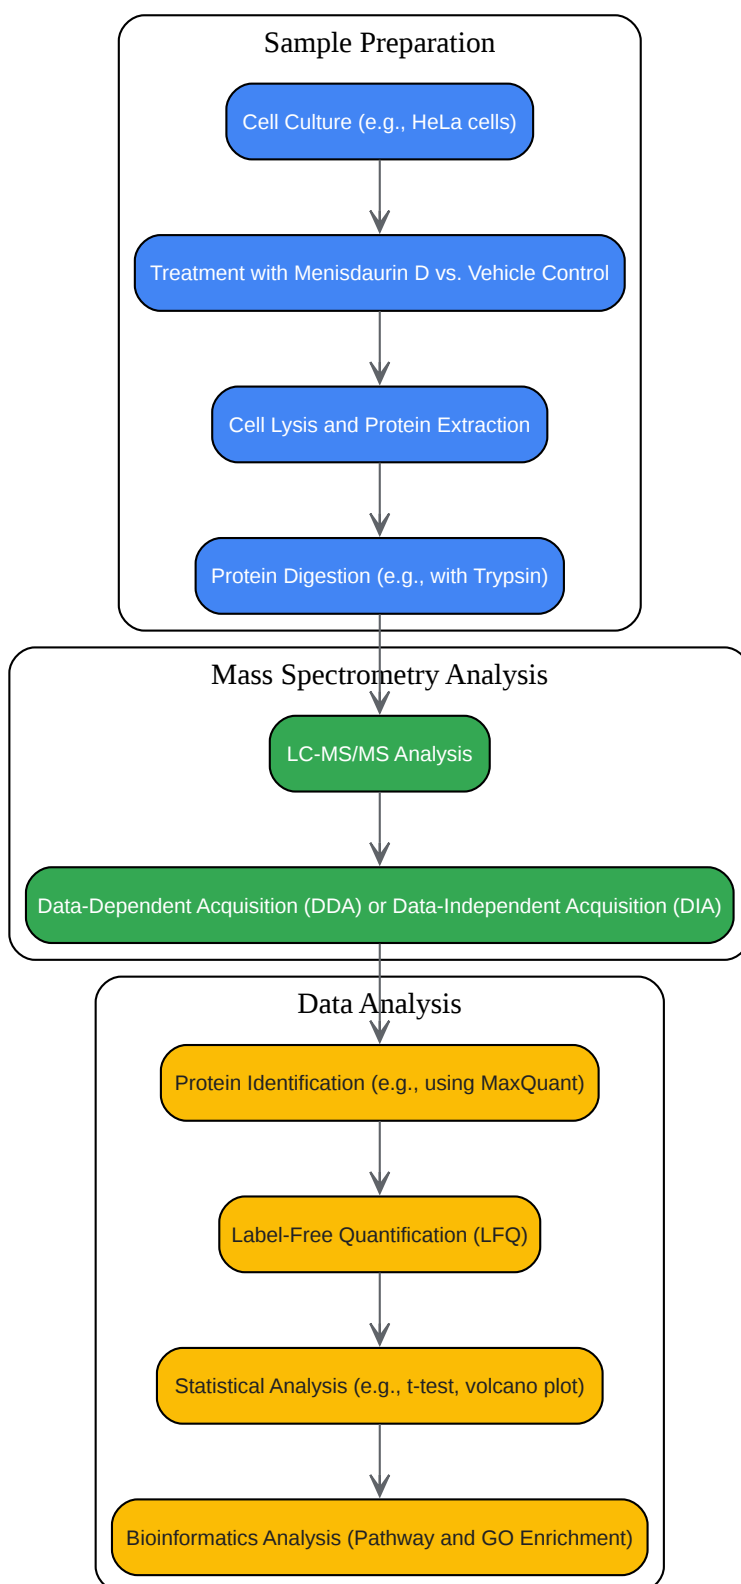 Sample Preparation
Cell Culture (e.g., HeLa cells)
Treatment with Menisdaurin D vs. Vehicle Control
Cell Lysis and Protein Extraction
Protein Digestion (e.g., with Trypsin)
Mass Spectrometry Analysis
LC-MS/MS Analysis
Data-Dependent Acquisition (DDA) or Data-Independent Acquisition (DIA)
Data Analysis
Protein Identification (e.g., using MaxQuant)
Label-Free Quantification (LFQ)
Statistical Analysis (e.g., t-test, volcano plot)
Bioinformatics Analysis (Pathway and GO Enrichment)